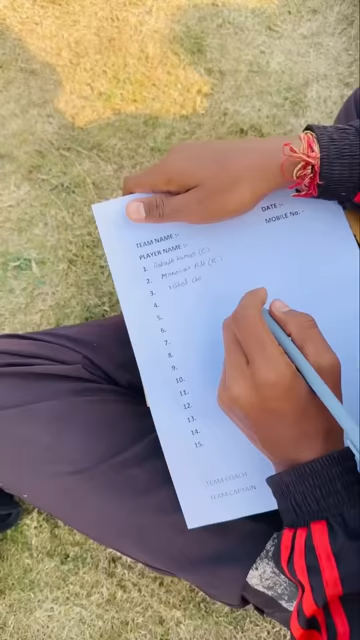 DATE :-
MOBILE No. -
TEAM NAME :-
PLAYER NAME :-
1. Kumar (C)
2.
3.
4.
5.
6.
7.
8.
9.
10.
11.
12.
13.
14.
15.
TEAM COACH
TEAM CAPTAIN